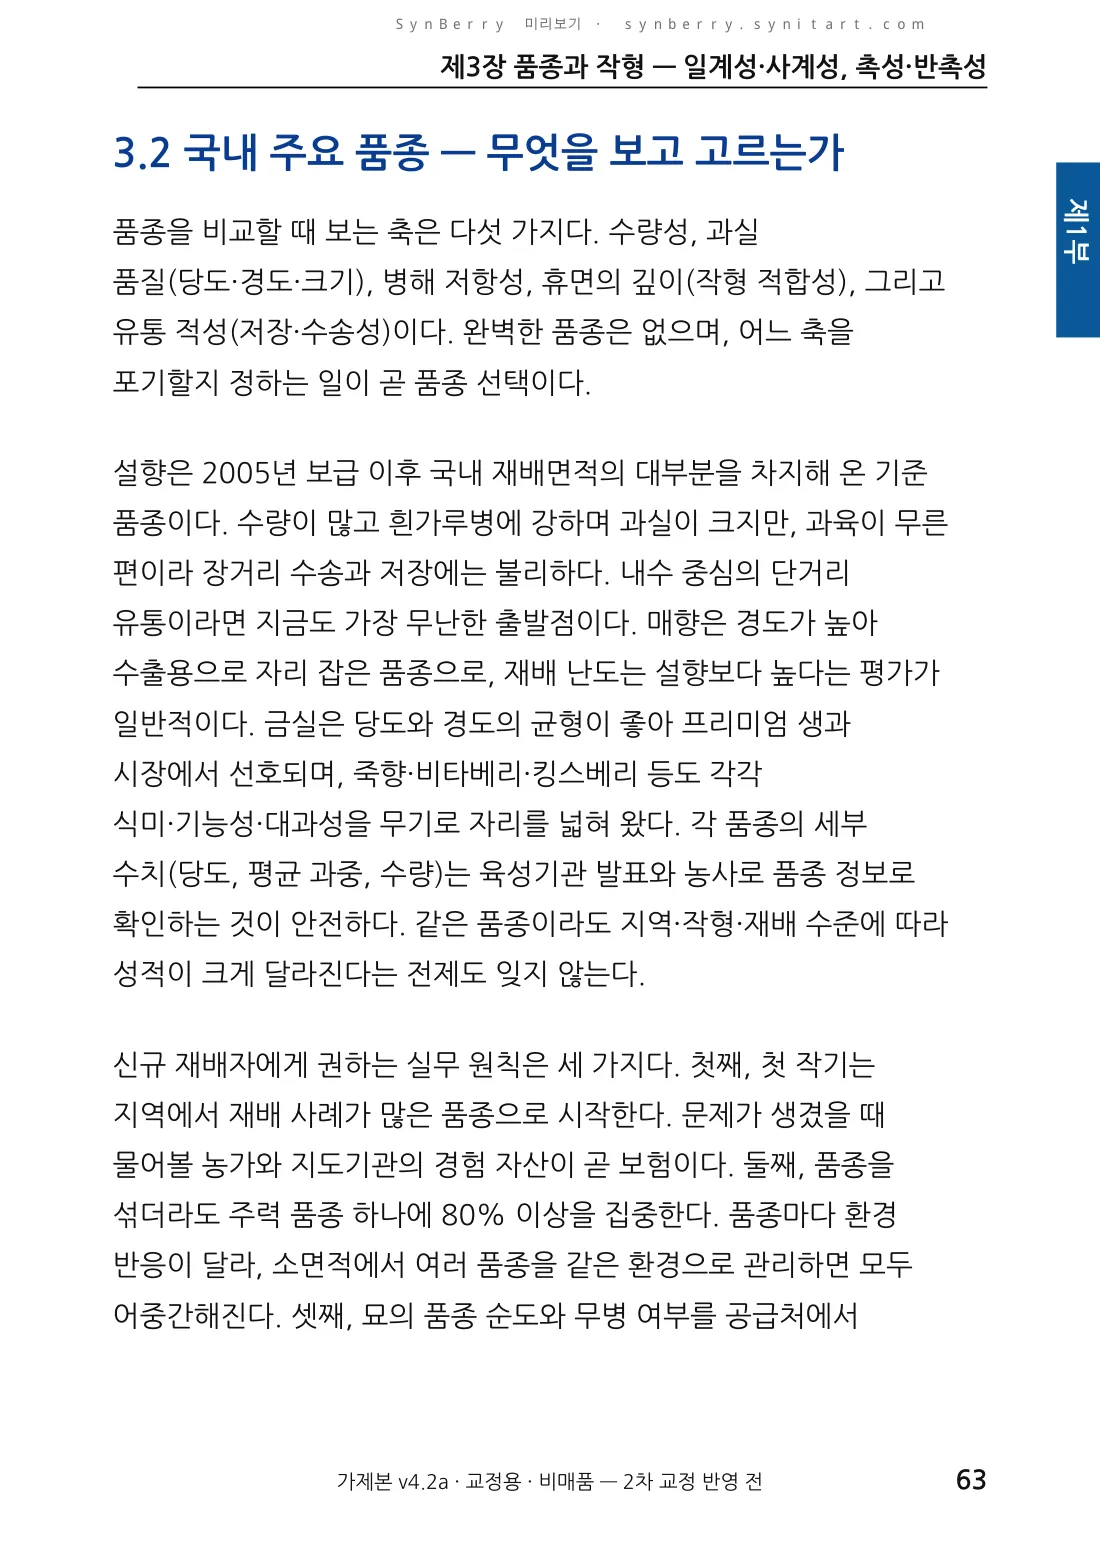 SynBerry 미리보기 · synberry.synitart.com
제3장 품종과 작형 — 일계성·사계성, 촉성·반촉성
3.2 국내 주요 품종 — 무엇을 보고 고르는가
제1부
품종을 비교할 때 보는 축은 다섯 가지다. 수량성, 과실
품질(당도·경도·크기), 병해 저항성, 휴면의 깊이(작형 적합성), 그리고
유통 적성(저장·수송성)이다. 완벽한 품종은 없으며, 어느 축을
포기할지 정하는 일이 곧 품종 선택이다.
설향은 2005년 보급 이후 국내 재배면적의 대부분을 차지해 온 기준
품종이다. 수량이 많고 흰가루병에 강하며 과실이 크지만, 과육이 무른
편이라 장거리 수송과 저장에는 불리하다. 내수 중심의 단거리
유통이라면 지금도 가장 무난한 출발점이다. 매향은 경도가 높아
수출용으로 자리 잡은 품종으로, 재배 난도는 설향보다 높다는 평가가
일반적이다. 금실은 당도와 경도의 균형이 좋아 프리미엄 생과
시장에서 선호되며, 죽향·비타베리·킹스베리 등도 각각
식미·기능성·대과성을 무기로 자리를 넓혀 왔다. 각 품종의 세부
수치(당도, 평균 과중, 수량)는 육성기관 발표와 농사로 품종 정보로
확인하는 것이 안전하다. 같은 품종이라도 지역·작형·재배 수준에 따라
성적이 크게 달라진다는 전제도 잊지 않는다.
신규 재배자에게 권하는 실무 원칙은 세 가지다. 첫째, 첫 작기는
지역에서 재배 사례가 많은 품종으로 시작한다. 문제가 생겼을 때
물어볼 농가와 지도기관의 경험 자산이 곧 보험이다. 둘째, 품종을
섞더라도 주력 품종 하나에 80% 이상을 집중한다. 품종마다 환경
반응이 달라, 소면적에서 여러 품종을 같은 환경으로 관리하면 모두
어중간해진다. 셋째, 묘의 품종 순도와 무병 여부를 공급처에서
가제본 v4.2a · 교정용 · 비매품 — 2차 교정 반영 전
63